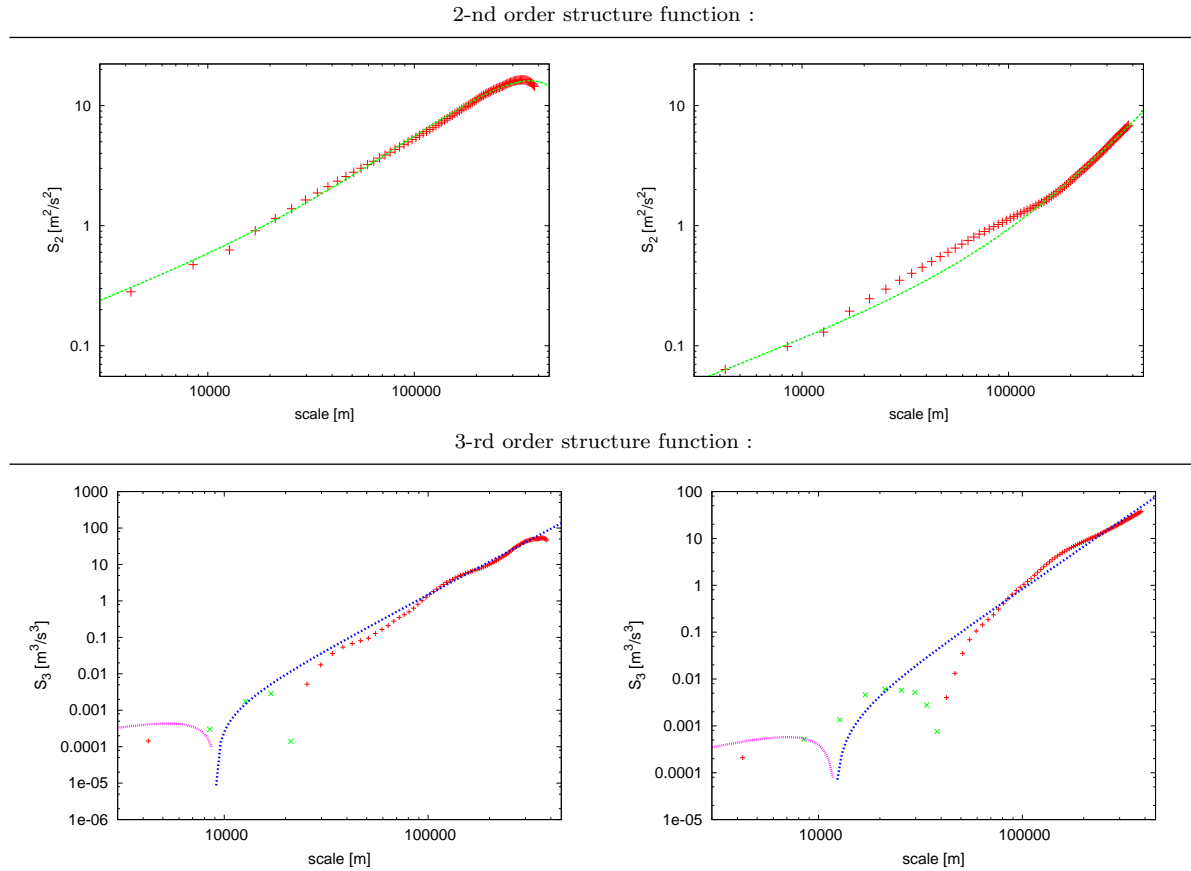 2-nd order structure function :
10
1
0.1
S2 [m2/s2]
10000
100000
scale [m]
10
1
0.1
S2 [m2/s2]
10000
100000
scale [m]
3-rd order structure function :
1000
100
10
1
0.1
0.01
0.001
0.0001
1e-05
1e-06
S3 [m3/s3]
10000
100000
scale [m]
100
10
1
0.1
0.01
0.001
0.0001
1e-05
S3 [m3/s3]
10000
100000
scale [m]